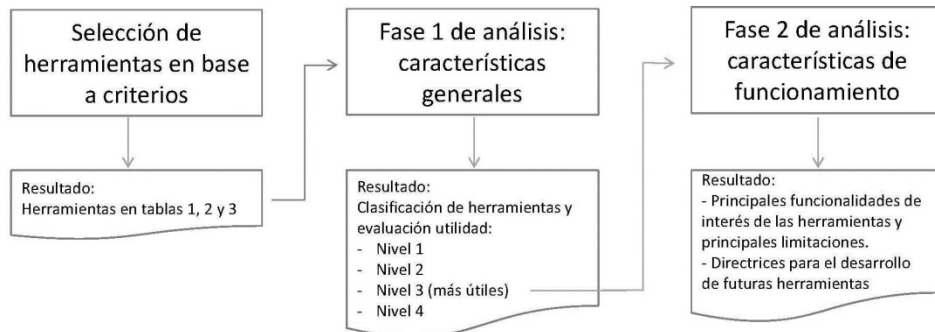 Selección de
herramientas en base
a criterios
Resultado:
Herramientas en tablas 1, 2 y 3
Fase 1 de análisis:
características
generales
Resultado:
Clasificación de herramientas y
evaluación utilidad:
- Nivel 1
- Nivel 2
- Nivel 3 (más útiles)
- Nivel 4
Fase 2 de análisis:
características de
funcionamiento
Resultado:
- Principales funcionalidades de
interés de las herramientas y
principales limitaciones.
- Directrices para el desarrollo
de futuras herramientas